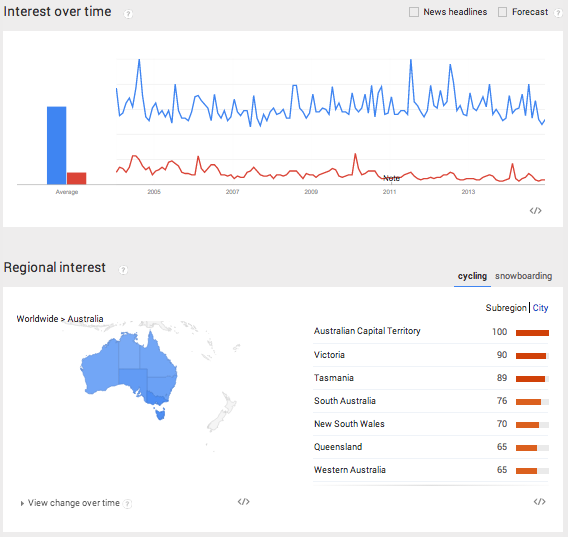 Interest over time ?
News headlines Forecast ?
Note
Average 2005 2007 2009 2011 2013
</>
Regional interest ?
cycling snowboarding
Subregion | City
Worldwide > Australia
Australian Capital Territory 100
Victoria 90
Tasmania 89
South Australia 76
New South Wales 70
Queensland 65
Western Australia 65
View change over time ? </> </>